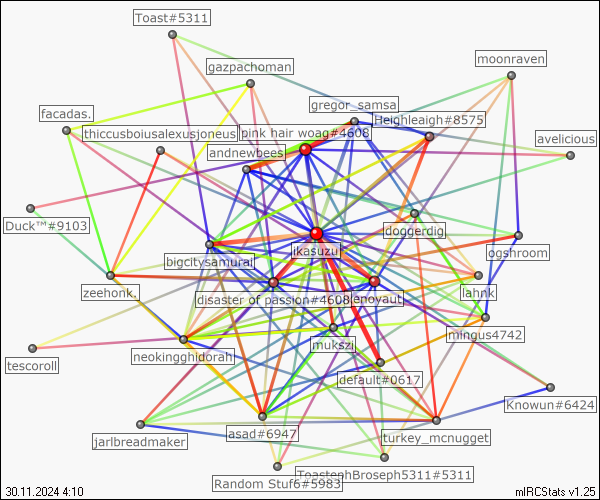 Toast#5311
moonraven
gazpachoman
gregor_samsa
facadas.
Heighleaigh#8575
thiccusboiusalexusjoneus
pink hair woag#4608
avelicious
andnewbees
Duck™#9103
doggerdig
ikasuzu
ogshroom
bigcitysamurai
zeehonk.
disaster of passion#4608
enoyaut
lahnk
mingus4742
mukszi
neokingghidorah
tescoroll
default#0617
Knowun#6424
asad#6947
turkey_mcnugget
jarlbreadmaker
ToastenhBroseph5311#5311
Random Stuf6#5983
30.11.2024 4:10
mIRCStats v1.25